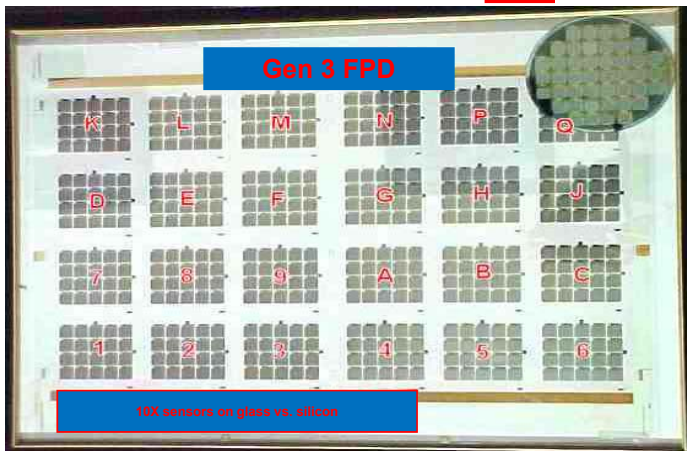 Gen 3 FPD
K L M N P Q
D E F G H J
7 8 9 A B C
1 2 3 4 5 6
10X sensors on glass vs. silicon